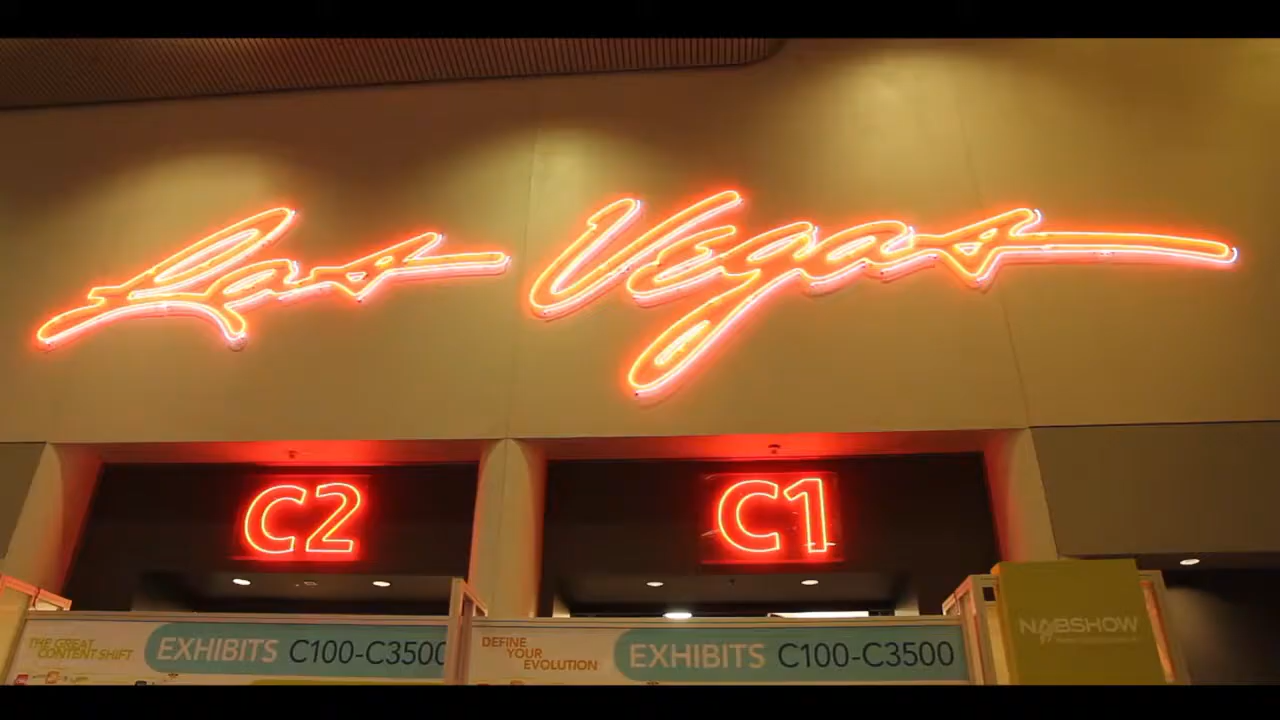 Las Vegas
C2
C1
THE GREAT
CONTENT SHIFT
EXHIBITS C100-C3500
DEFINE
YOUR
EVOLUTION
EXHIBITS C100-C3500
NABSHOW